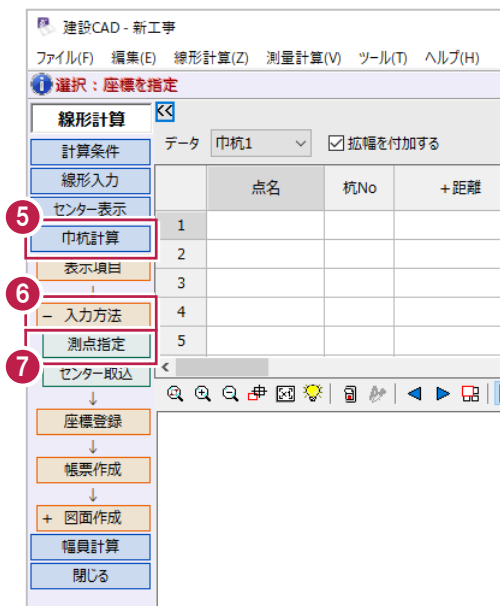 建設CAD - 新工事
ファイル(F) 編集(E) 線形計算(Z) 測量計算(V) ツール(T) ヘルプ(H)
選択：座標を指定
線形計算
計算条件
線形入力
センター表示
5
巾杭計算
表示項目
↓
6
－ 入力方法
7
測点指定
センター取込
↓
座標登録
↓
帳票作成
↓
+ 図面作成
幅員計算
閉じる
<<
データ 巾杭1 拡幅を付加する
点名 杭No +距離
1
2
3
4
5